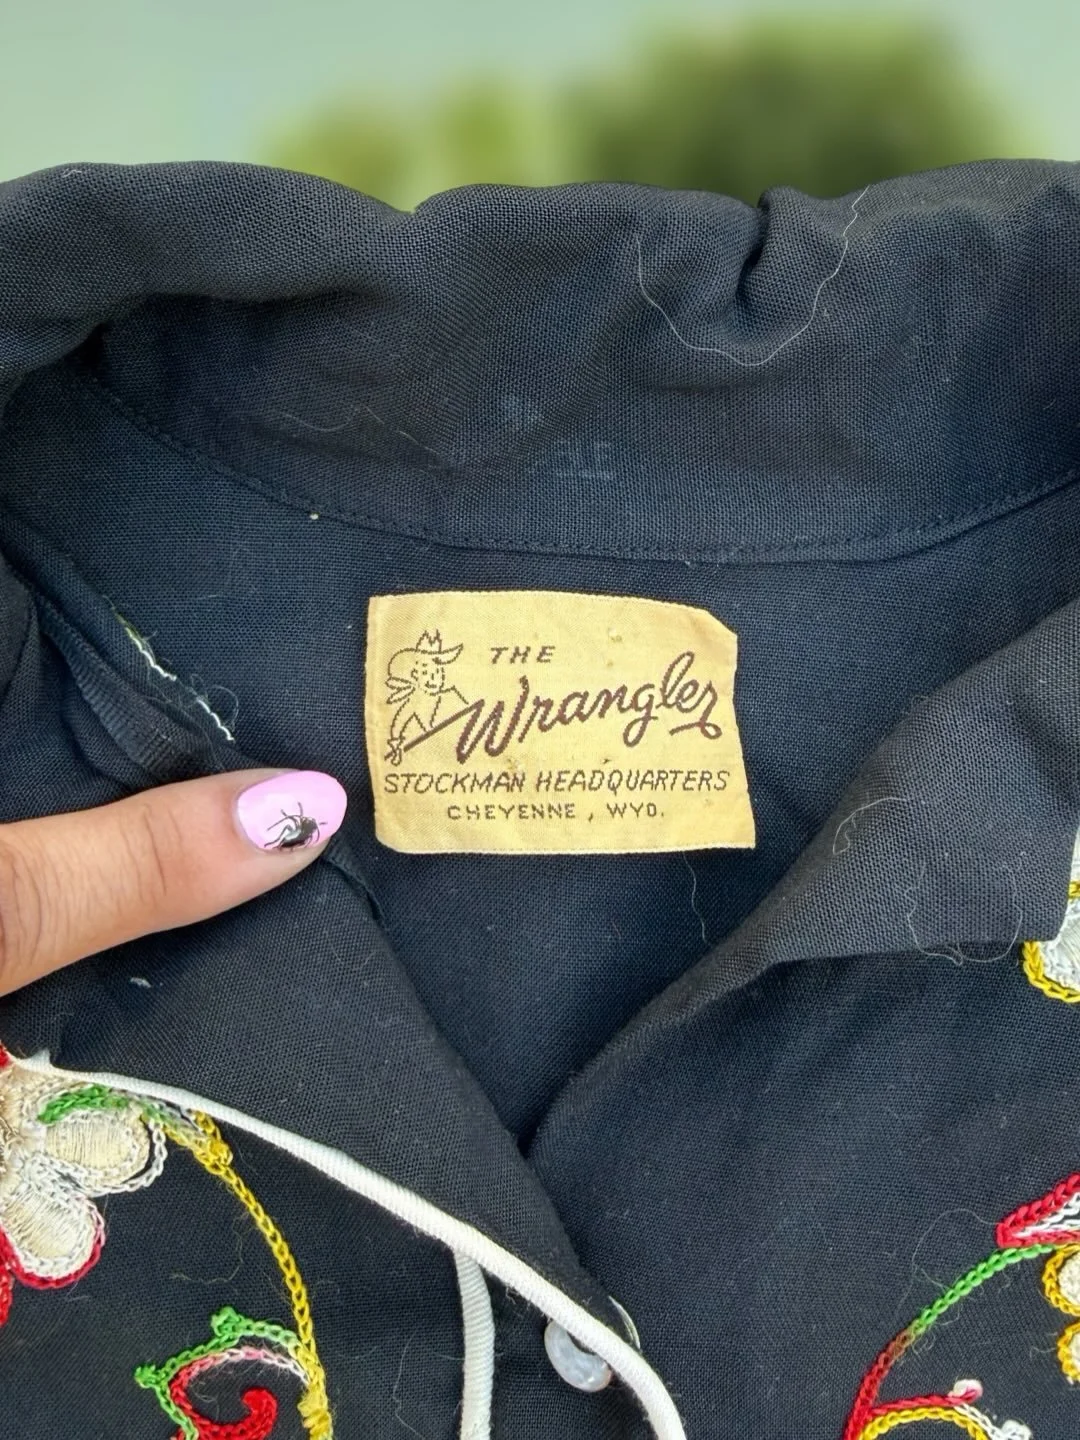 THE
Wrangler
STOCKMAN HEADQUARTERS
CHEYENNE, WYO.